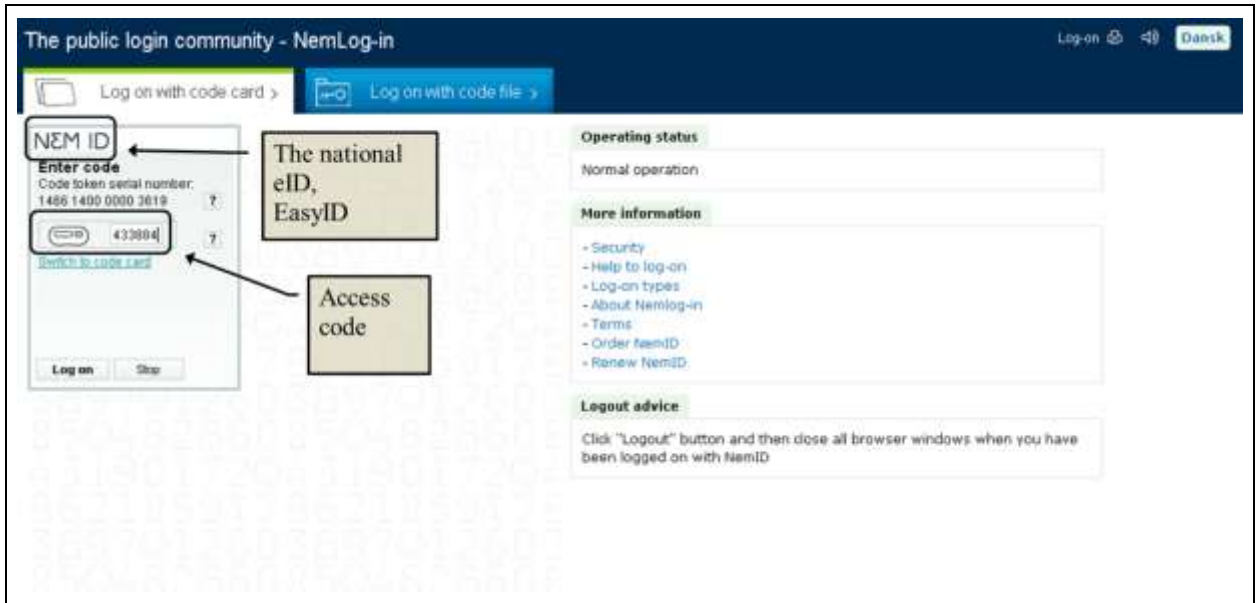 The public login community - NemLog-in
Log-on
Dansk
Log on with code card >
Log on with code file >
NΣM ID
Enter code
Code token serial number:
1486 1400 0000 3619 ?
433884 ?
Switch to code card
Log on Stop
The national
eID,
EasyID
Access
code
Operating status
Normal operation
More information
- Security
- Help to log-on
- Log-on types
- About Nemlog-in
- Terms
- Order NemID
- Renew NemID
Logout advice
Click "Logout" button and then close all browser windows when you have
been logged on with NemID